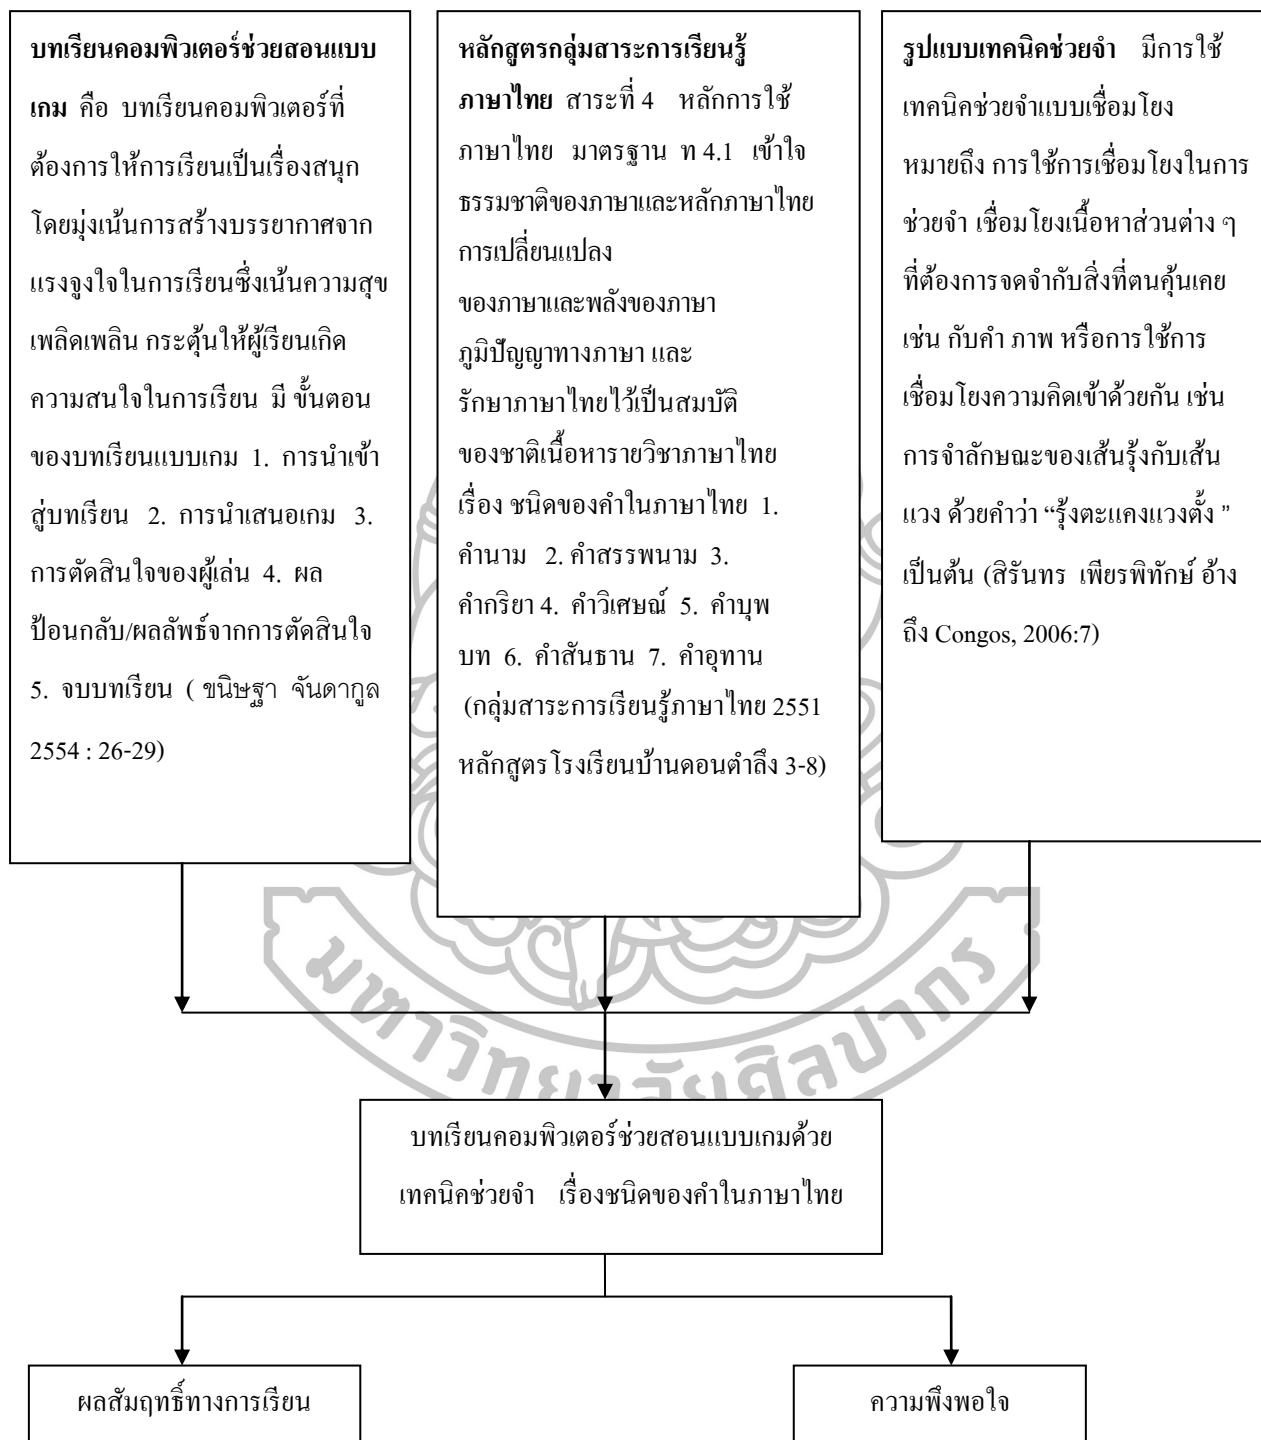 บทเรียนคอมพิวเตอร์ช่วยสอนแบบ
เกม คือ บทเรียนคอมพิวเตอร์ที่
ต้องการให้การเรียนเป็นเรื่องสนุก
โดยมุ่งเน้นการสร้างบรรยากาศจาก
แรงจูงใจในการเรียนซึ่งเน้นความสุข
เพลิดเพลิน กระตุ้นให้ผู้เรียนเกิด
ความสนใจในการเรียน มี ขั้นตอน
ของบทเรียนแบบเกม 1. การนำเข้า
สู่บทเรียน 2. การนำเสนอเกม 3.
การตัดสินใจของผู้เล่น 4. ผล
ป้อนกลับ/ผลลัพธ์จากการตัดสินใจ
5. จบบทเรียน ( ขนิษฐา จันดากูล
2554 : 26-29)
หลักสูตรกลุ่มสาระการเรียนรู้
ภาษาไทย สาระที่ 4 หลักการใช้
ภาษาไทย มาตรฐาน ท 4.1 เข้าใจ
ธรรมชาติของภาษาและหลักภาษาไทย
การเปลี่ยนแปลง
ของภาษาและพลังของภาษา
ภูมิปัญญาทางภาษา และ
รักษาภาษาไทยไว้เป็นสมบัติ
ของชาติเนื้อหารายวิชาภาษาไทย
เรื่อง ชนิดของคำในภาษาไทย 1.
คำนาม 2. คำสรรพนาม 3.
คำกริยา 4. คำวิเศษณ์ 5. คำบุพ
บท 6. คำสันธาน 7. คำอุทาน
(กลุ่มสาระการเรียนรู้ภาษาไทย 2551
หลักสูตรโรงเรียนบ้านดอนตำลึง 3-8)
รูปแบบเทคนิคช่วยจำ มีการใช้
เทคนิคช่วยจำแบบเชื่อมโยง
หมายถึง การใช้การเชื่อมโยงในการ
ช่วยจำ เชื่อมโยงเนื้อหาส่วนต่าง ๆ
ที่ต้องการจดจำกับสิ่งที่ตนคุ้นเคย
เช่น กับคำ ภาพ หรือการใช้การ
เชื่อมโยงความคิดเข้าด้วยกัน เช่น
การจำลักษณะของเส้นรุ้งกับเส้น
แวง ด้วยคำว่า “รุ้งตะแคงแวงตั้ง ”
เป็นต้น (สิรันทร เพียรพิทักษ์ อ้าง
ถึง Congos, 2006:7)
มหาวิทยาลัยศิลปากร
บทเรียนคอมพิวเตอร์ช่วยสอนแบบเกมด้วย
เทคนิคช่วยจำ เรื่องชนิดของคำในภาษาไทย
ผลสัมฤทธิ์ทางการเรียน
ความพึงพอใจ